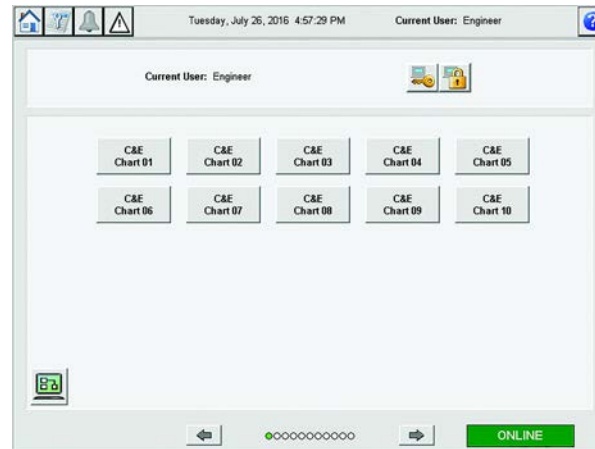 Tuesday, July 26, 2016 4:57:29 PM Current User: Engineer ?
Current User: Engineer
C&E Chart 01
C&E Chart 02
C&E Chart 03
C&E Chart 04
C&E Chart 05
C&E Chart 06
C&E Chart 07
C&E Chart 08
C&E Chart 09
C&E Chart 10
ONLINE